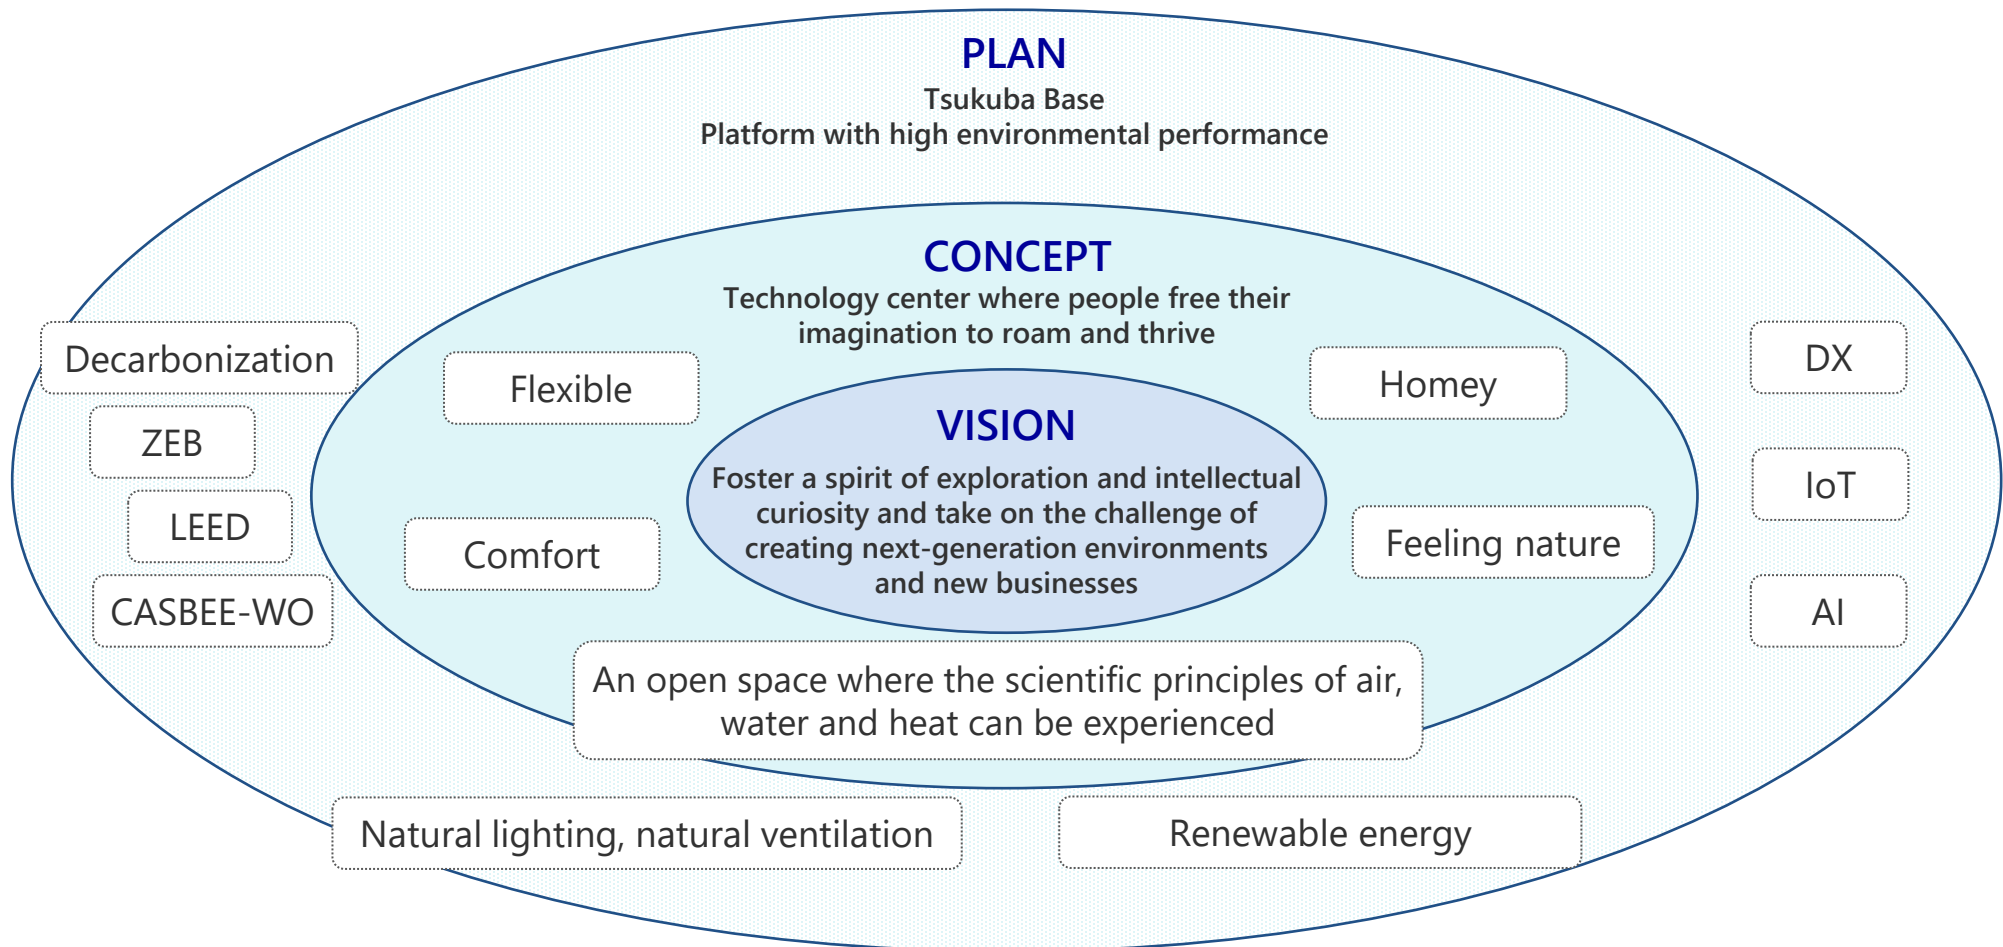 PLAN
Tsukuba Base
Platform with high environmental performance
CONCEPT
Technology center where people free their
imagination to roam and thrive
Decarbonization
ZEB
LEED
CASBEE-WO
Flexible
Comfort
VISION
Foster a spirit of exploration and intellectual
curiosity and take on the challenge of
creating next-generation environments
and new businesses
Homey
Feeling nature
DX
IoT
AI
An open space where the scientific principles of air,
water and heat can be experienced
Natural lighting, natural ventilation
Renewable energy